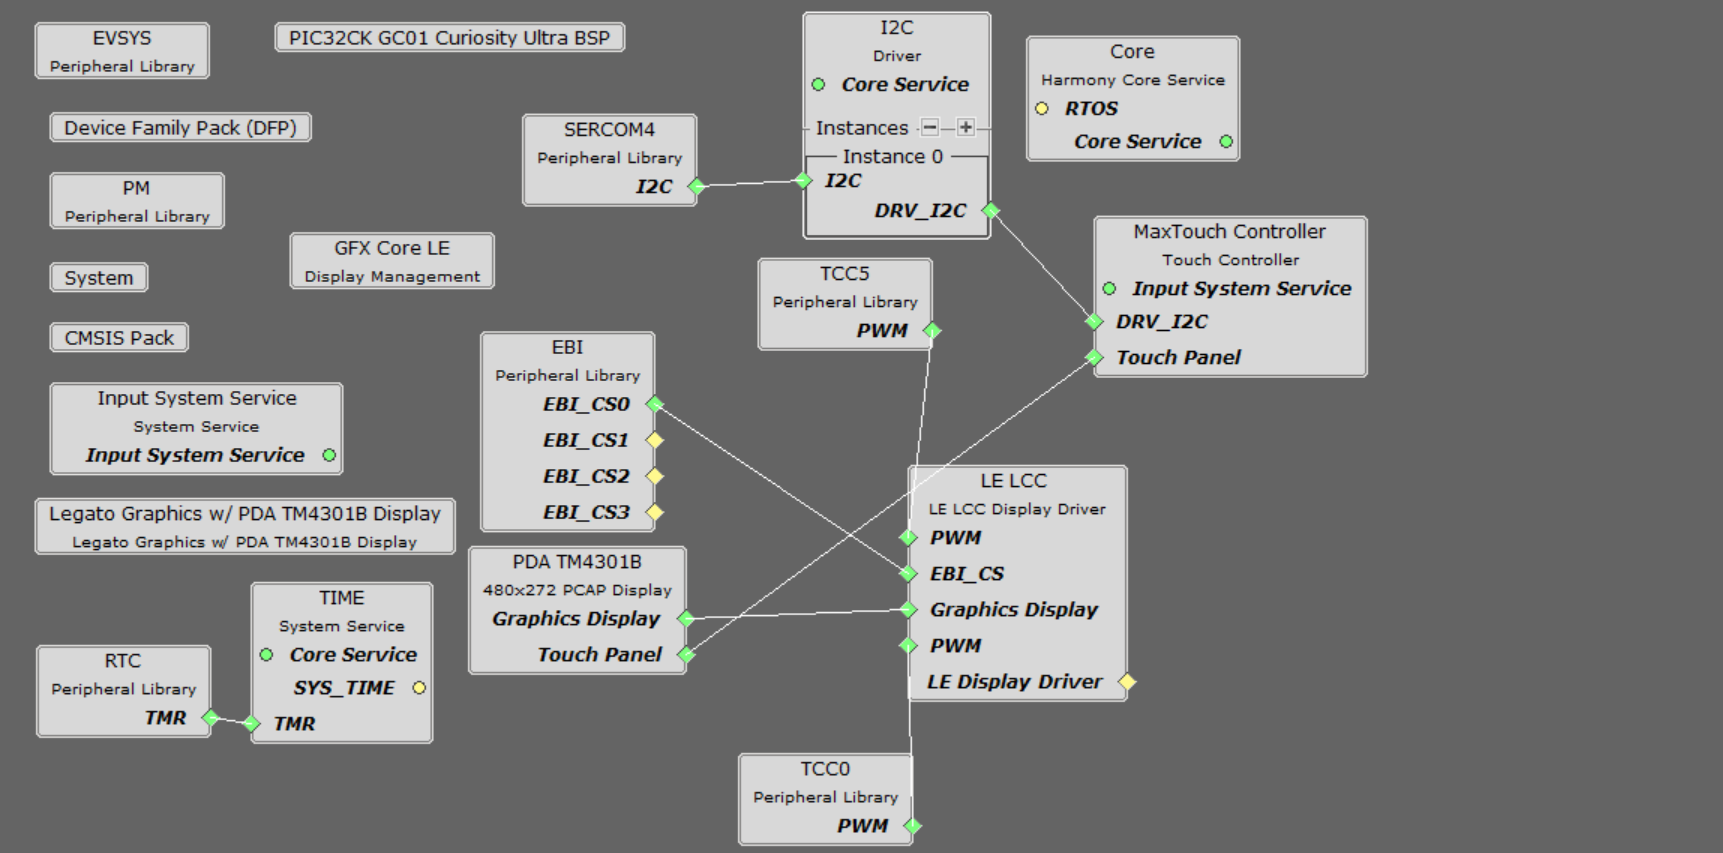 EVSYS
Peripheral Library
PIC32CK GC01 Curiosity Ultra BSP
Device Family Pack (DFP)
PM
Peripheral Library
System
GFX Core LE
Display Management
CMSIS Pack
Input System Service
System Service
Input System Service
Legato Graphics w/ PDA TM4301B Display
Legato Graphics w/ PDA TM4301B Display
RTC
Peripheral Library
TMR
TIME
System Service
Core Service
SYS_TIME
TMR
SERCOM4
Peripheral Library
I2C
I2C
Driver
Core Service
Instances
Instance 0
I2C
DRV_I2C
Core
Harmony Core Service
RTOS
Core Service
TCC5
Peripheral Library
PWM
MaxTouch Controller
Touch Controller
Input System Service
DRV_I2C
Touch Panel
EBI
Peripheral Library
EBI_CS0
EBI_CS1
EBI_CS2
EBI_CS3
PDA TM4301B
480x272 PCAP Display
Graphics Display
Touch Panel
LE LCC
LE LCC Display Driver
PWM
EBI_CS
Graphics Display
PWM
LE Display Driver
TCC0
Peripheral Library
PWM